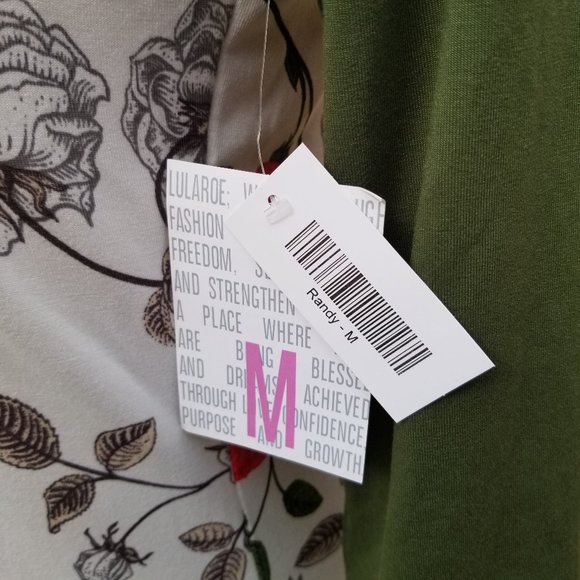 LULAROE;
FASHION
FREEDOM,
AND STRENGTHEN
A PLACE WHERE
ARE BLESSED
AND ACHIEVED
THROUGH CONFIDENCE,
PURPOSE AND GROWTH
M
Randy - M